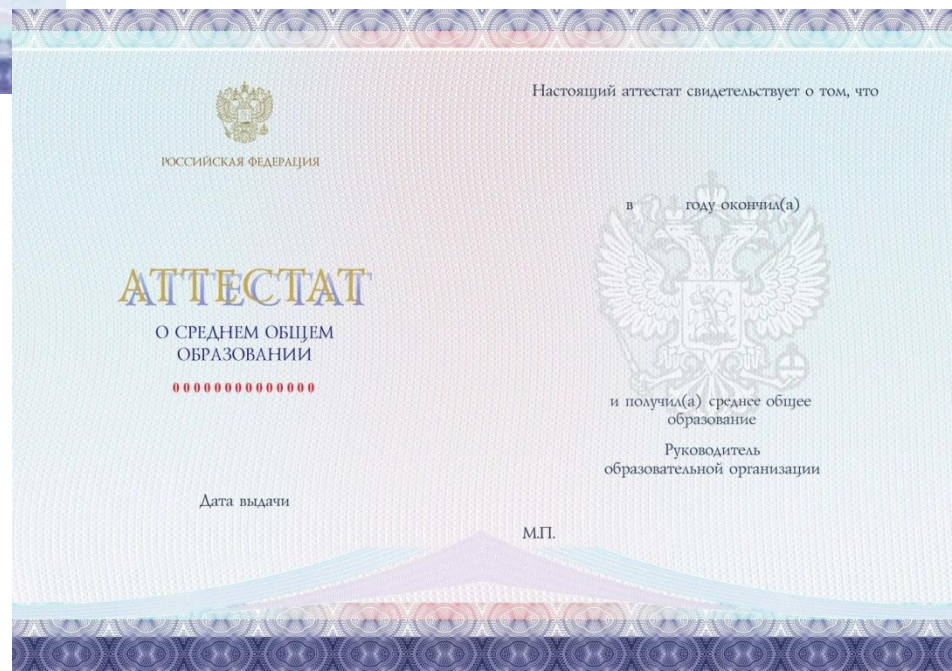 РОССИЙСКАЯ ФЕДЕРАЦИЯ
АТТЕСТАТ
О СРЕДНЕМ ОБЩЕМ
ОБРАЗОВАНИИ
00000000000000
Дата выдачи
Настоящий аттестат свидетельствует о том, что
в году окончил(а)
и получил(а) среднее общее
образование
Руководитель
образовательной организации
М.П.